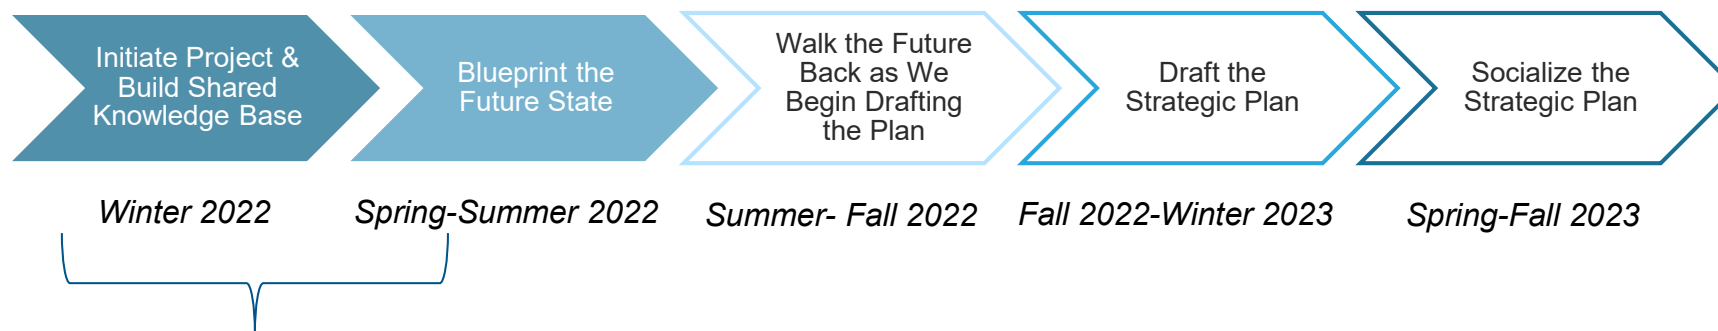 Initiate Project &
Build Shared
Knowledge Base
Blueprint the
Future State
Walk the Future
Back as We
Begin Drafting
the Plan
Draft the
Strategic Plan
Socialize the
Strategic Plan
Winter 2022
Spring-Summer 2022
Summer- Fall 2022
Fall 2022-Winter 2023
Spring-Fall 2023